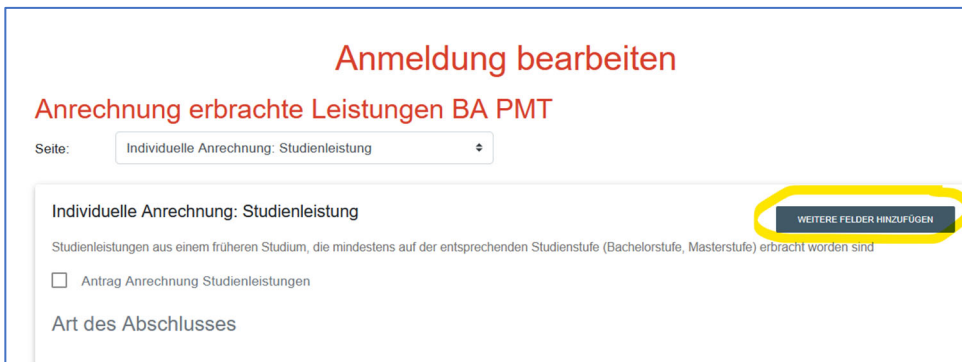 Anmeldung bearbeiten
Anrechnung erbrachte Leistungen BA PMT
Seite: Individuelle Anrechnung: Studienleistung
Individuelle Anrechnung: Studienleistung
WEITERE FELDER HINZUFÜGEN
Studienleistungen aus einem früheren Studium, die mindestens auf der entsprechenden Studienstufe (Bachelorstufe, Masterstufe) erbracht worden sind
Antrag Anrechnung Studienleistungen
Art des Abschlusses